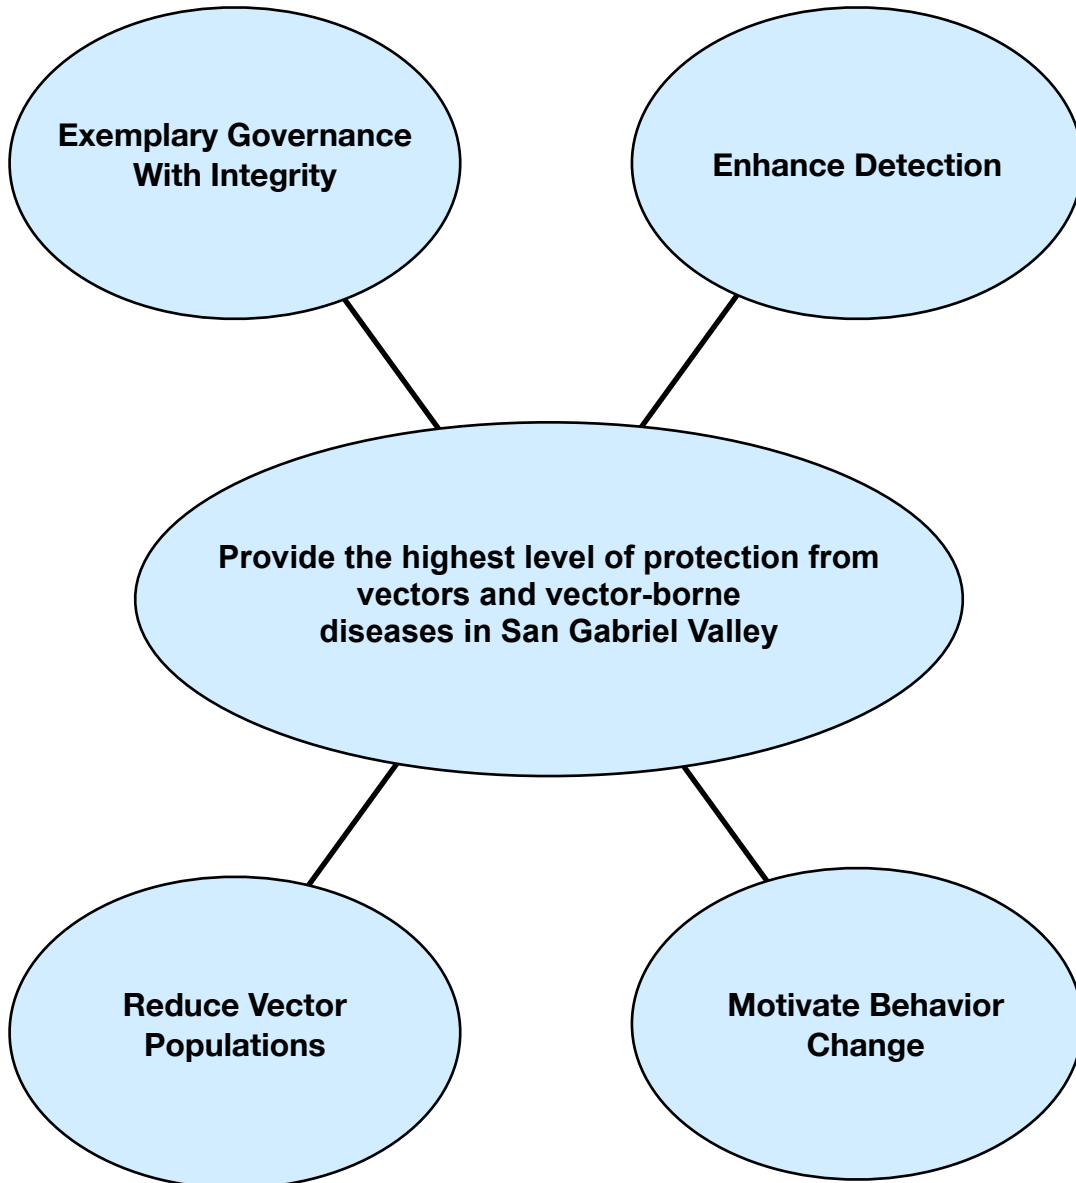 Exemplary Governance
With Integrity
Enhance Detection
Provide the highest level of protection from
vectors and vector-borne
diseases in San Gabriel Valley
Reduce Vector
Populations
Motivate Behavior
Change